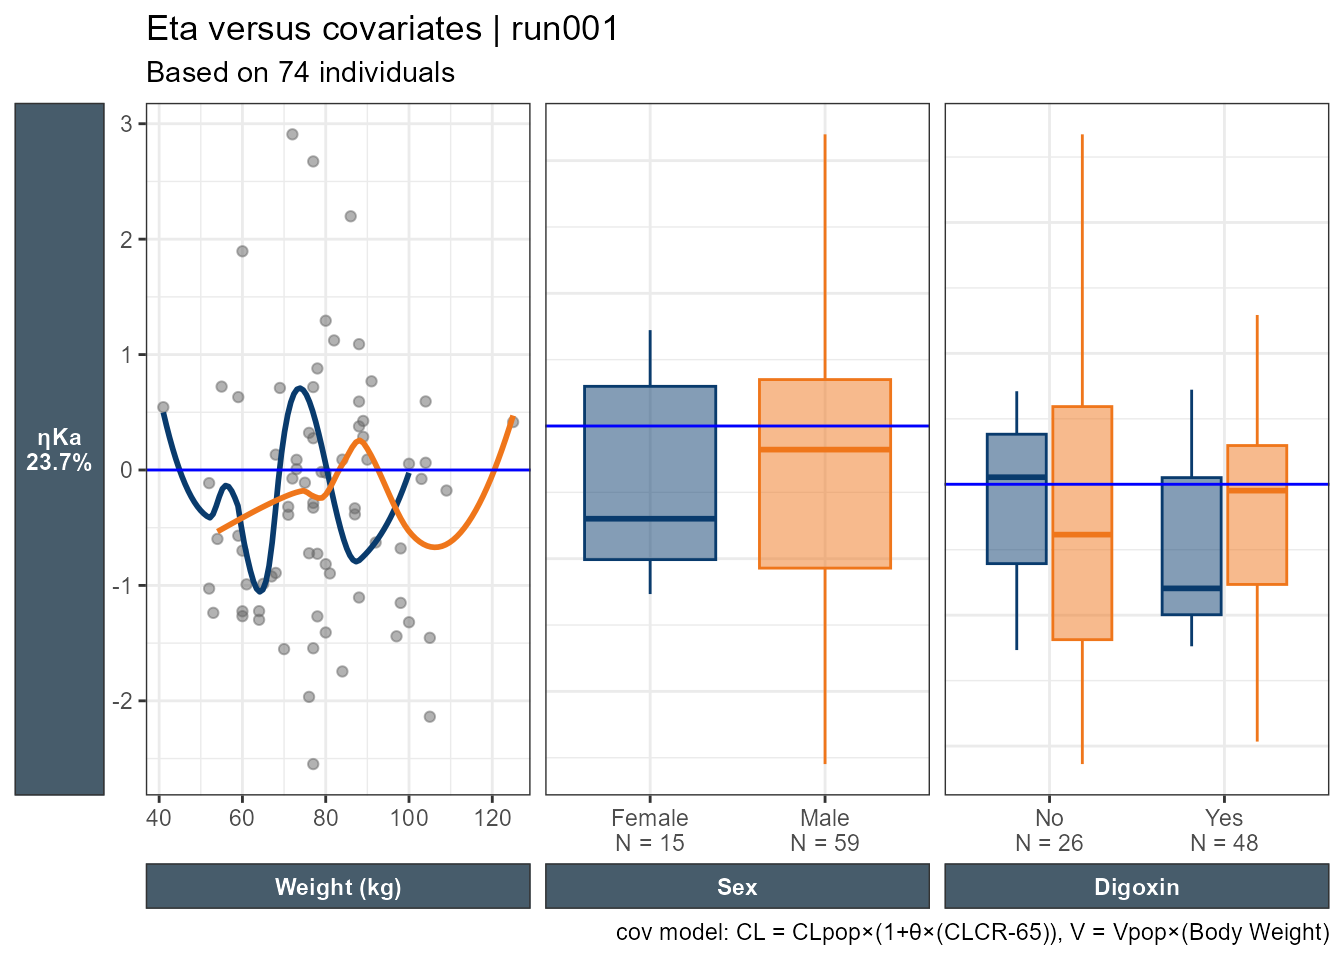 Eta versus covariates | run001
Based on 74 individuals
ηKa
23.7%
3
2
1
0
-1
-2
40 60 80 100 120
Female Male
N = 15 N = 59
No Yes
N = 26 N = 48
Weight (kg) Sex Digoxin
cov model: CL = CLpop×(1+θ×(CLCR-65)), V = Vpop×(Body Weight)